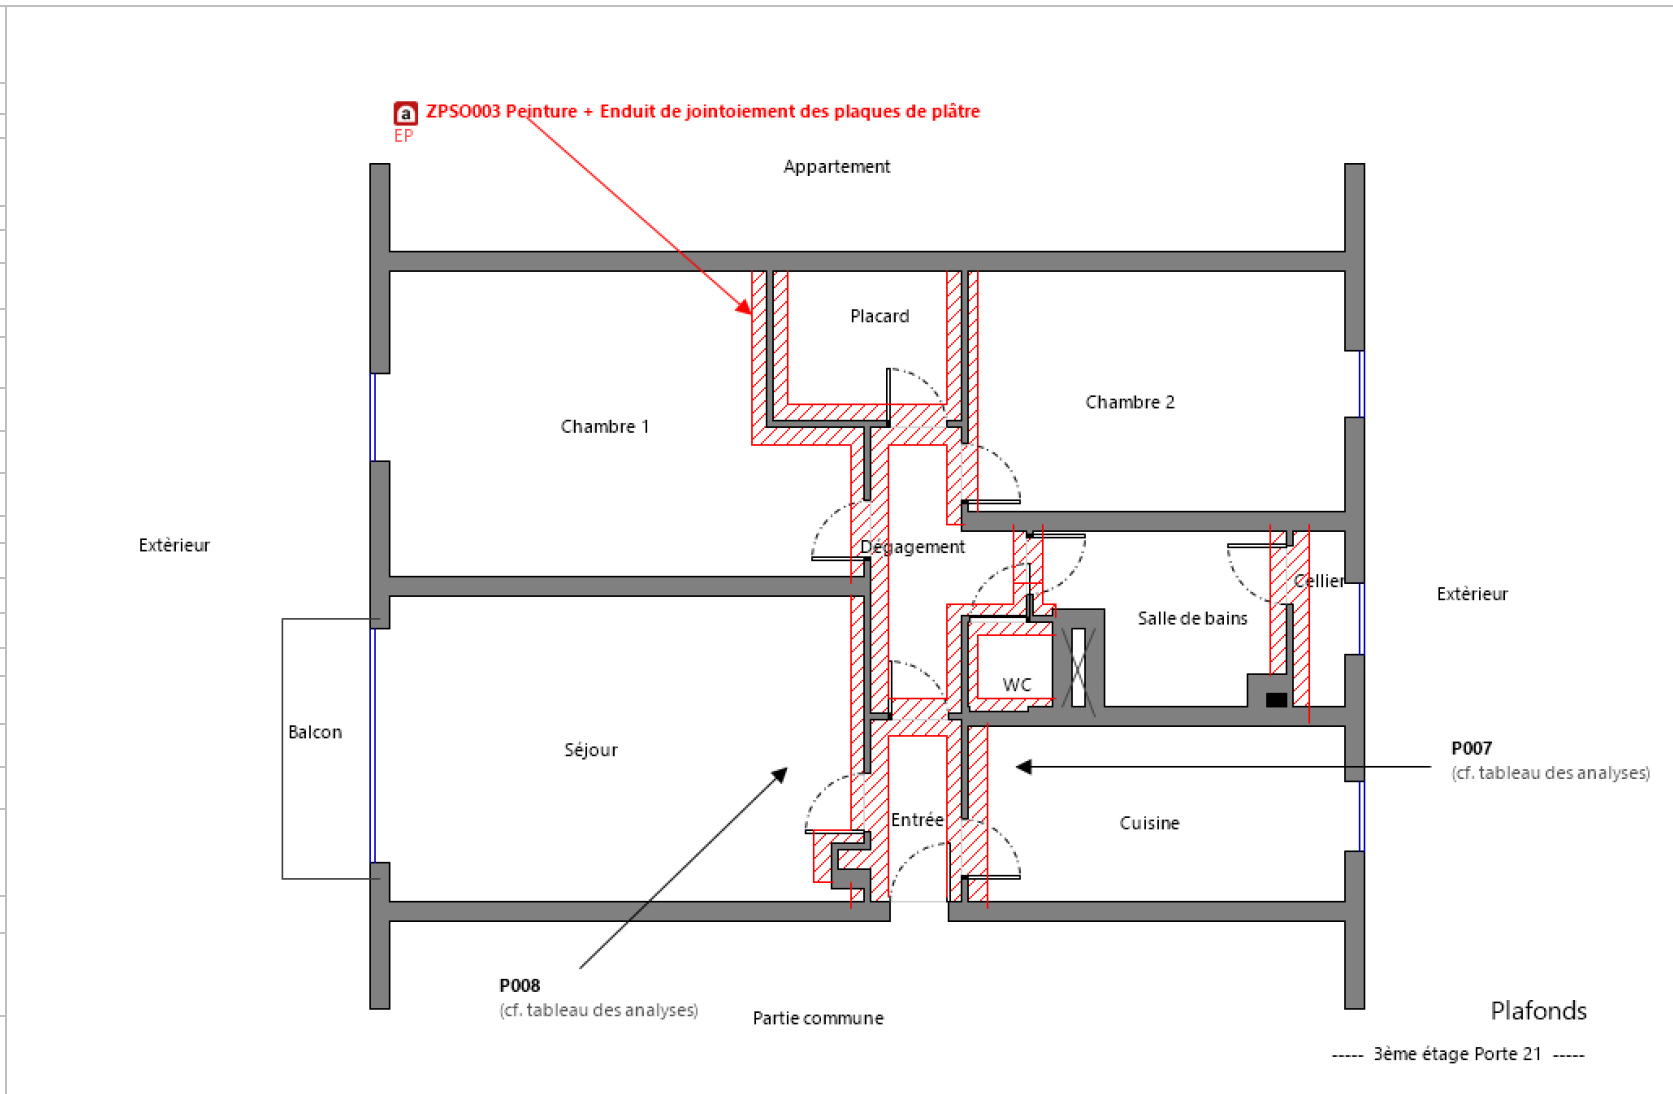 a ZPSO003 Peinture + Enduit de jointoiement des plaques de plâtre
EP
Appartement
Placard
Chambre 2
Chambre 1
Extèrieur
Dégagement
Cellier
Extèrieur
Salle de bains
WC
Balcon
Séjour
P007
(cf. tableau des analyses)
Entrée
Cuisine
P008
(cf. tableau des analyses)
Partie commune
Plafonds
----- 3ème étage Porte 21 -----